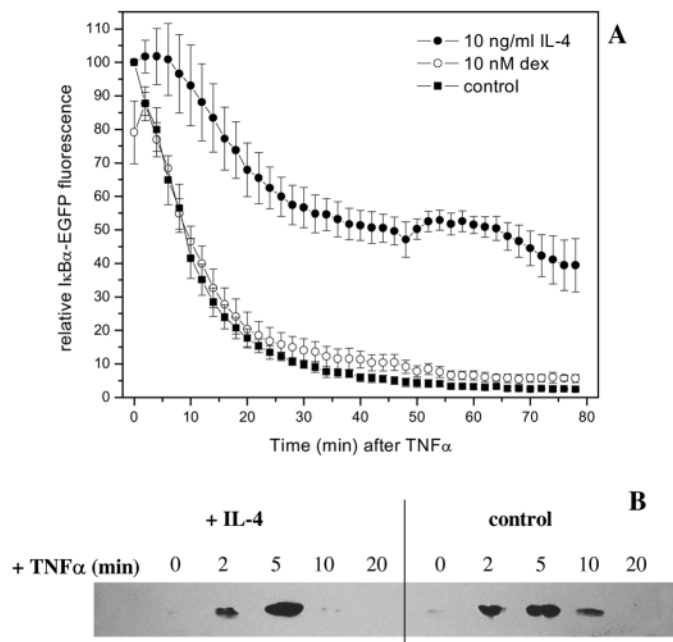 A
10 ng/ml IL-4
10 nM dex
control
relative IκBα-EGFP fluorescence
110
100
90
80
70
60
50
40
30
20
10
0
0 10 20 30 40 50 60 70 80
Time (min) after TNFα
B
+ IL-4 control
+ TNFα (min) 0 2 5 10 20 0 2 5 10 20